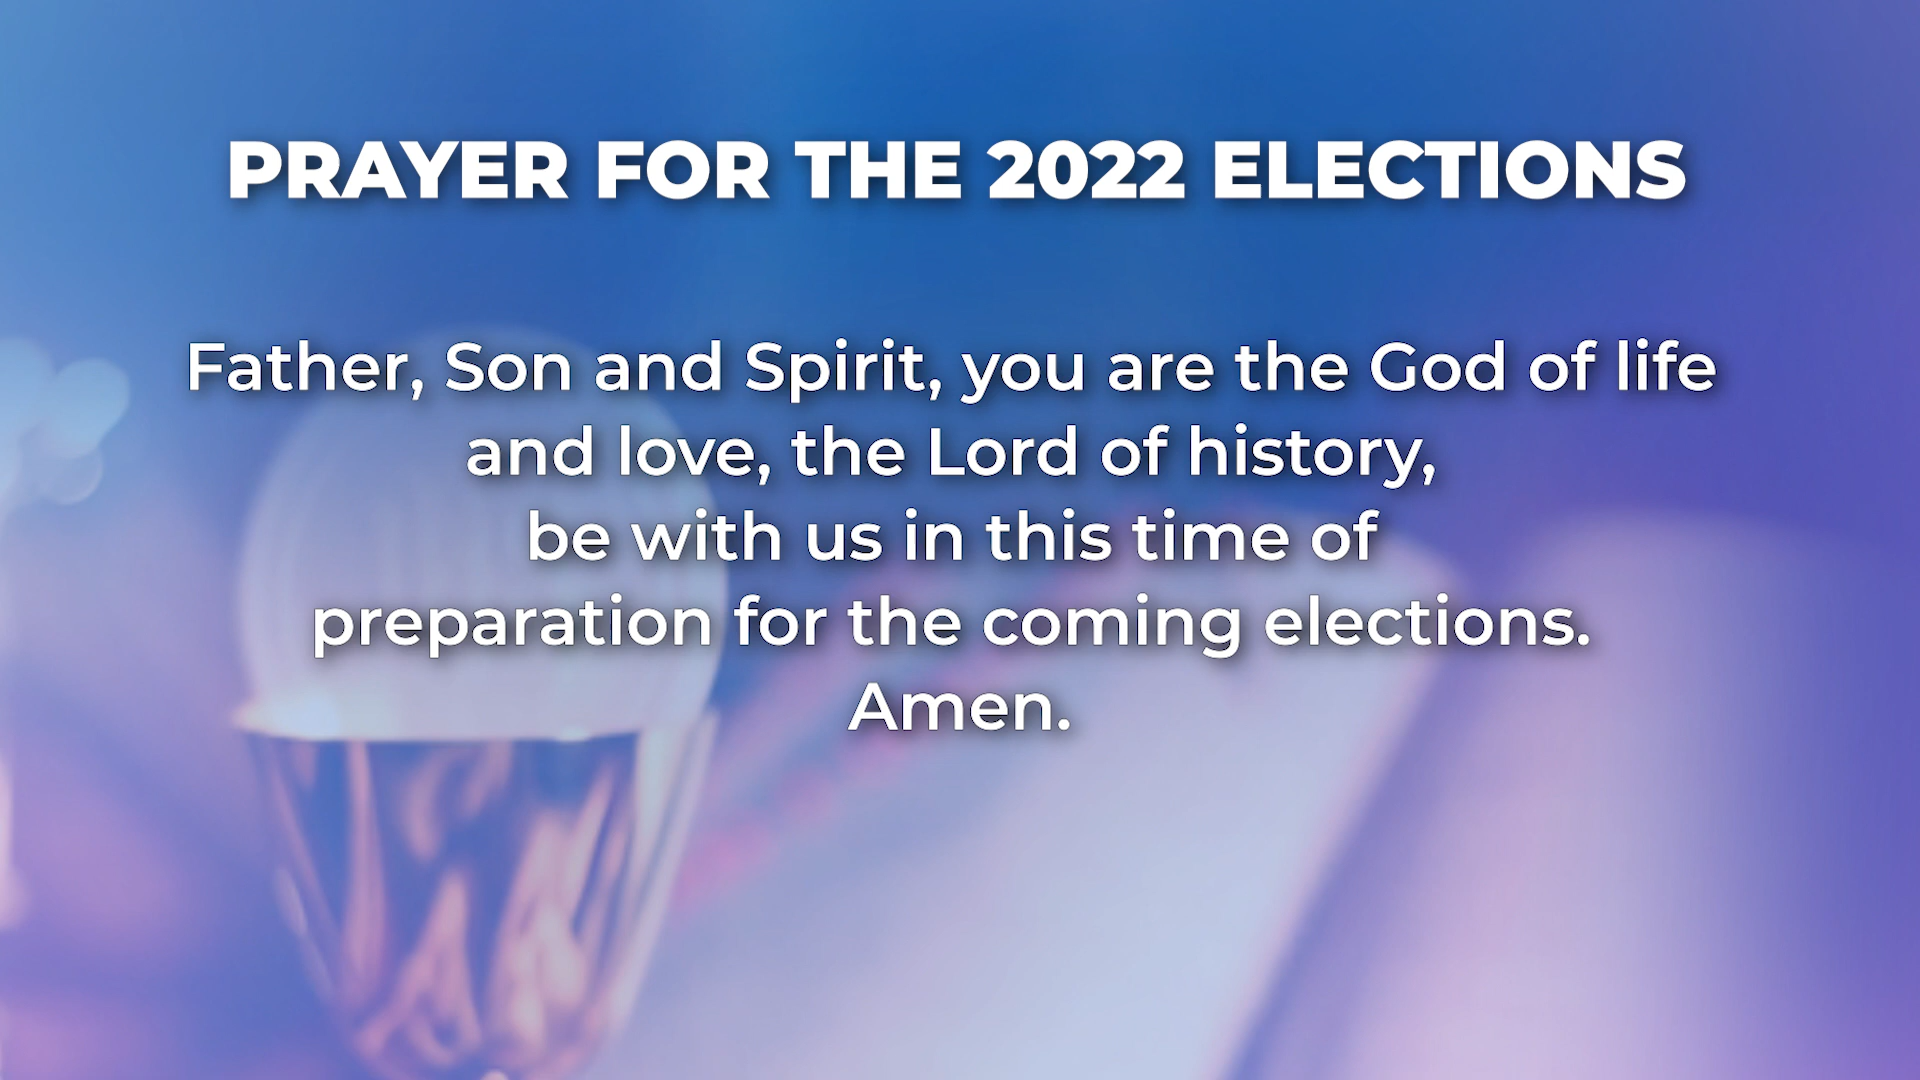 PRAYER FOR THE 2022 ELECTIONS
Father, Son and Spirit, you are the God of life
and love, the Lord of history,
be with us in this time of
preparation for the coming elections.
Amen.